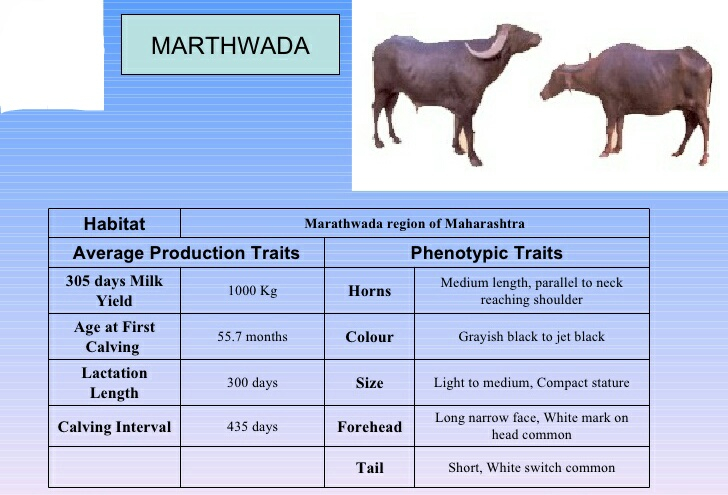 MARTHWADA
Habitat Marathwada region of Maharashtra
Average Production Traits Phenotypic Traits
305 days Milk
Yield
1000 Kg
Horns
Medium length, parallel to neck
reaching shoulder
Age at First
Calving
55.7 months
Colour
Grayish black to jet black
Lactation
Length
300 days
Size
Light to medium, Compact stature
Calving Interval
435 days
Forehead
Long narrow face, White mark on
head common
Tail
Short, White switch common